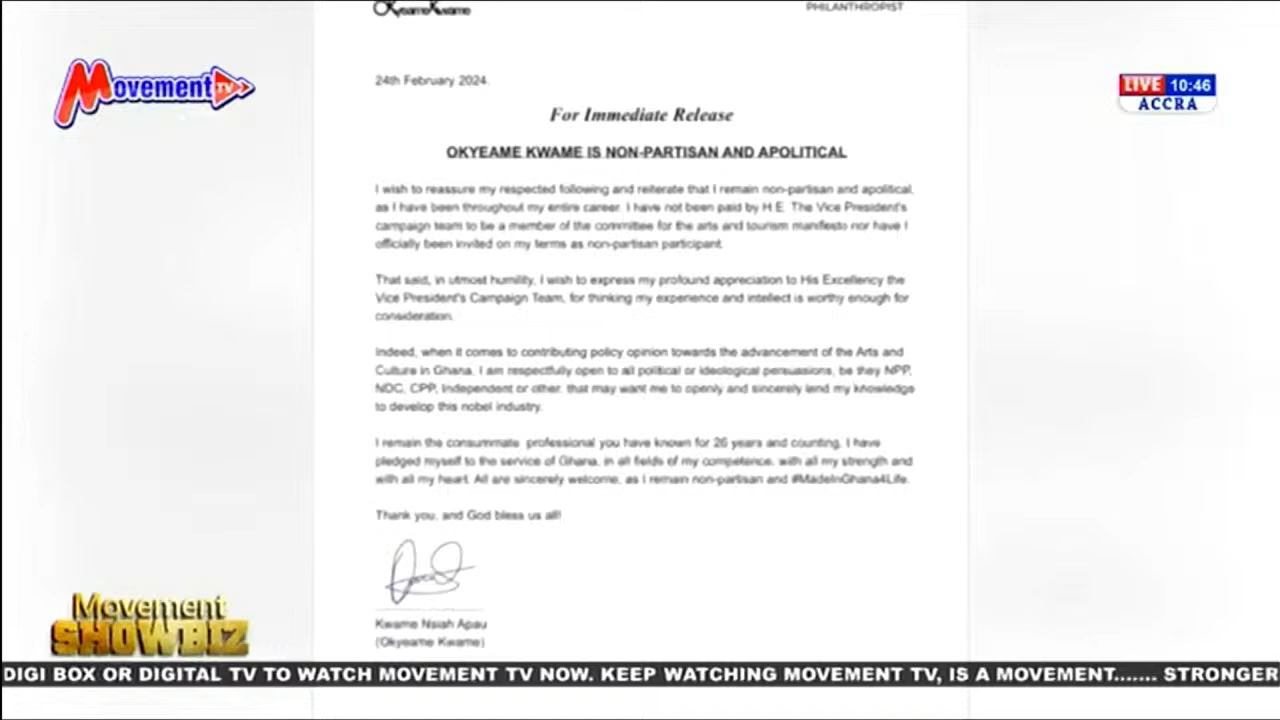 OkyeameKwame
PHILANTHROPIST
Movement TV
LIVE 10:46
ACCRA
24th February 2024.
For Immediate Release
OKYEAME KWAME IS NON-PARTISAN AND APOLITICAL
I wish to reassure my respected following and reiterate that I remain non-partisan and apolitical,
as I have been throughout my entire career. I have not been paid by H.E. The Vice President's
campaign team to be a member of the committee for the arts and tourism manifesto nor have I
officially been invited on my terms as non-partisan participant.
That said, in utmost humility, I wish to express my profound appreciation to His Excellency the
Vice President's Campaign Team, for thinking my experience and intellect is worthy enough for
consideration.
Indeed, when it comes to contributing policy opinion towards the advancement of the Arts and
Culture in Ghana, I am respectfully open to all political or ideological persuasions, be they NPP,
NDC, CPP, Independent or other, that may want me to openly and sincerely lend my knowledge
to develop this nobel industry.
I remain the consummate professional you have known for 26 years and counting, I have
pledged myself to the service of Ghana, in all fields of my competence, with all my strength and
with all my heart. All are sincerely welcome, as I remain non-partisan and #MadeInGhana4Life.
Thank you, and God bless us all!
Kwame Nsiah Apau
(Okyeame Kwame)
Movement
SHOWBIZ
DIGI BOX OR DIGITAL TV TO WATCH MOVEMENT TV NOW. KEEP WATCHING MOVEMENT TV, IS A MOVEMENT....... STRONGER